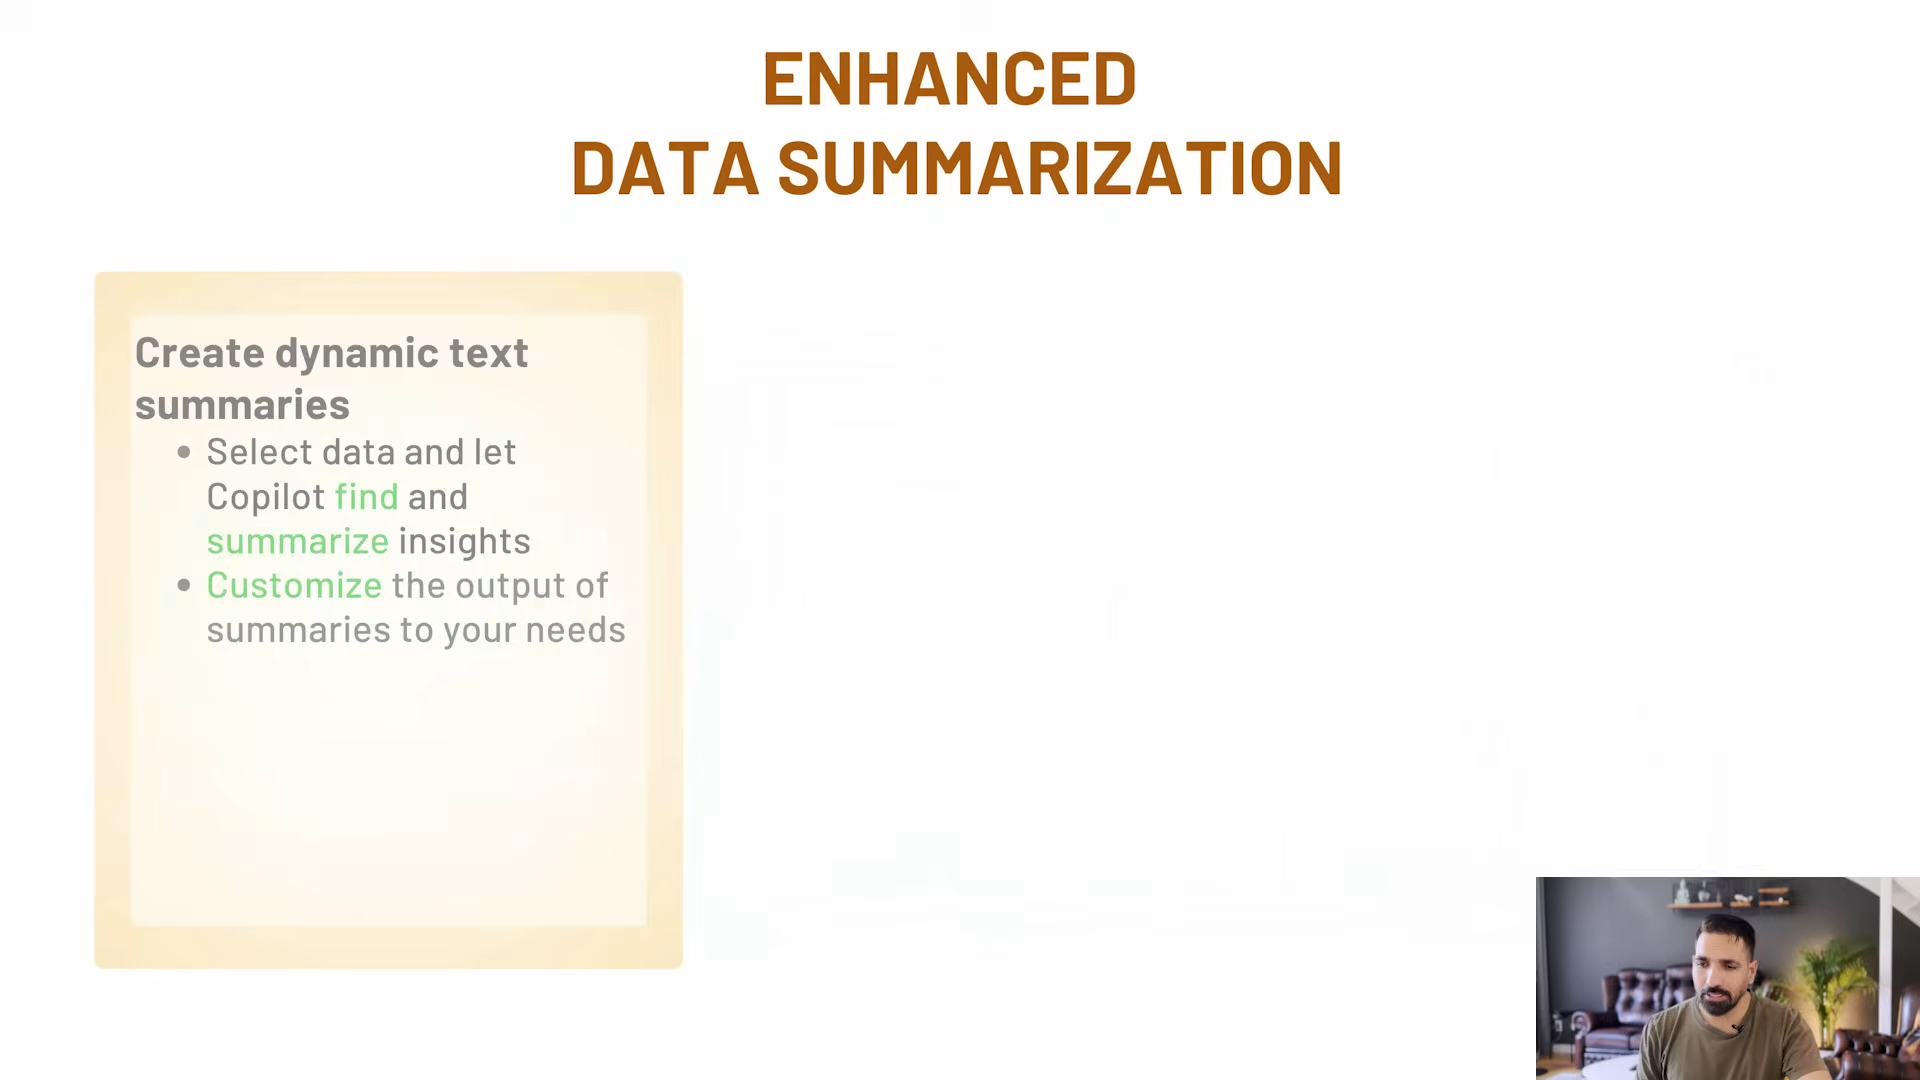 ENHANCED
DATA SUMMARIZATION
Create dynamic text
summaries
• Select data and let
Copilot find and
summarize insights
• Customize the output of
summaries to your needs